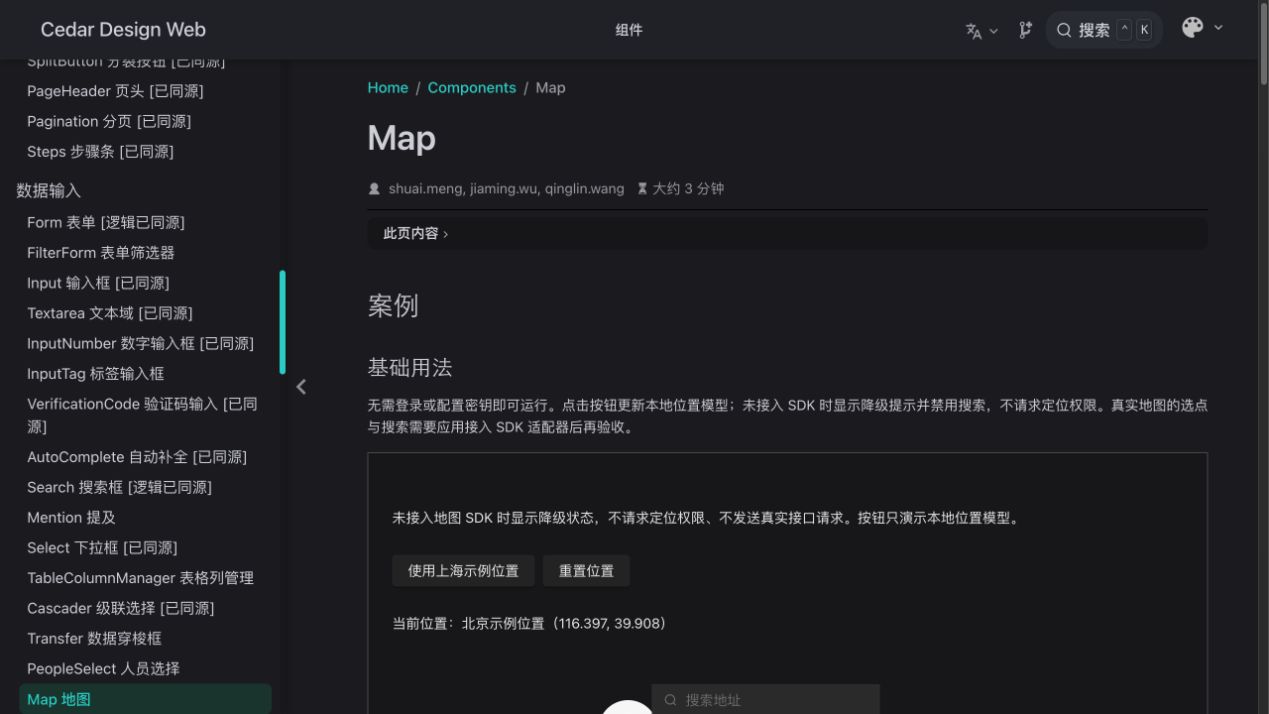 Cedar Design Web
组件
搜索 ^ K
SplitButton 分裂按钮 [已同源]
PageHeader 页头 [已同源]
Pagination 分页 [已同源]
Steps 步骤条 [已同源]
数据输入
Form 表单 [逻辑已同源]
FilterForm 表单筛选器
Input 输入框 [已同源]
Textarea 文本域 [已同源]
InputNumber 数字输入框 [已同源]
InputTag 标签输入框
VerificationCode 验证码输入 [已同
源]
AutoComplete 自动补全 [已同源]
Search 搜索框 [逻辑已同源]
Mention 提及
Select 下拉框 [已同源]
TableColumnManager 表格列管理
Cascader 级联选择 [已同源]
Transfer 数据穿梭框
PeopleSelect 人员选择
Map 地图
Home / Components / Map
Map
shuai.meng, jiaming.wu, qinglin.wang 大约 3 分钟
此页内容
案例
基础用法
无需登录或配置密钥即可运行。点击按钮更新本地位置模型；未接入 SDK 时显示降级提示并禁用搜索，不请求定位权限。真实地图的选点
与搜索需要应用接入 SDK 适配器后再验收。
未接入地图 SDK 时显示降级状态，不请求定位权限、不发送真实接口请求。按钮只演示本地位置模型。
使用上海示例位置 重置位置
当前位置：北京示例位置（116.397, 39.908）
搜索地址